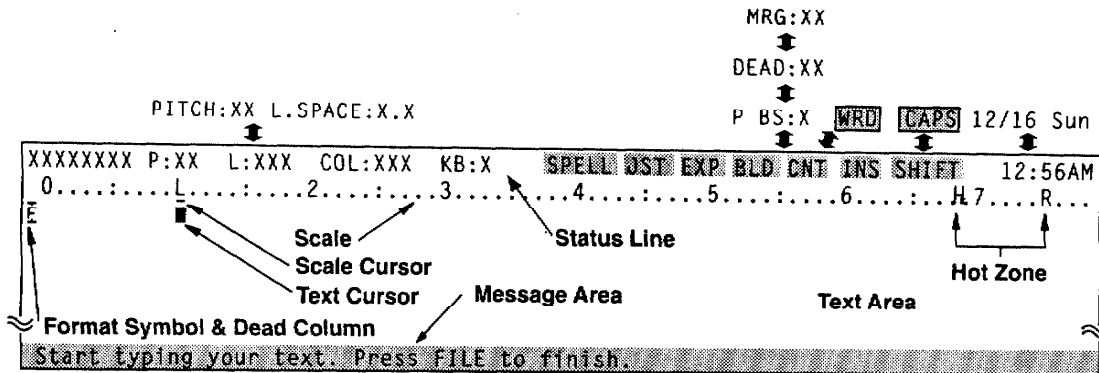 MRG:XX
DEAD:XX
PITCH:XX L.SPACE:X.X
P BS:X WRD CAPS 12/16 Sun
XXXXXXXX P:XX L:XXX COL:XXX KB:X SPELL JST EXP BLD CNT INS SHIFT 12:56AM
0....:....L....:....2....:....3....:....4....:....5....:....6....:...H.7....R...
F
Scale
Status Line
Scale Cursor
Hot Zone
Text Cursor
Message Area
Text Area
Format Symbol & Dead Column
Start typing your text. Press FILE to finish.